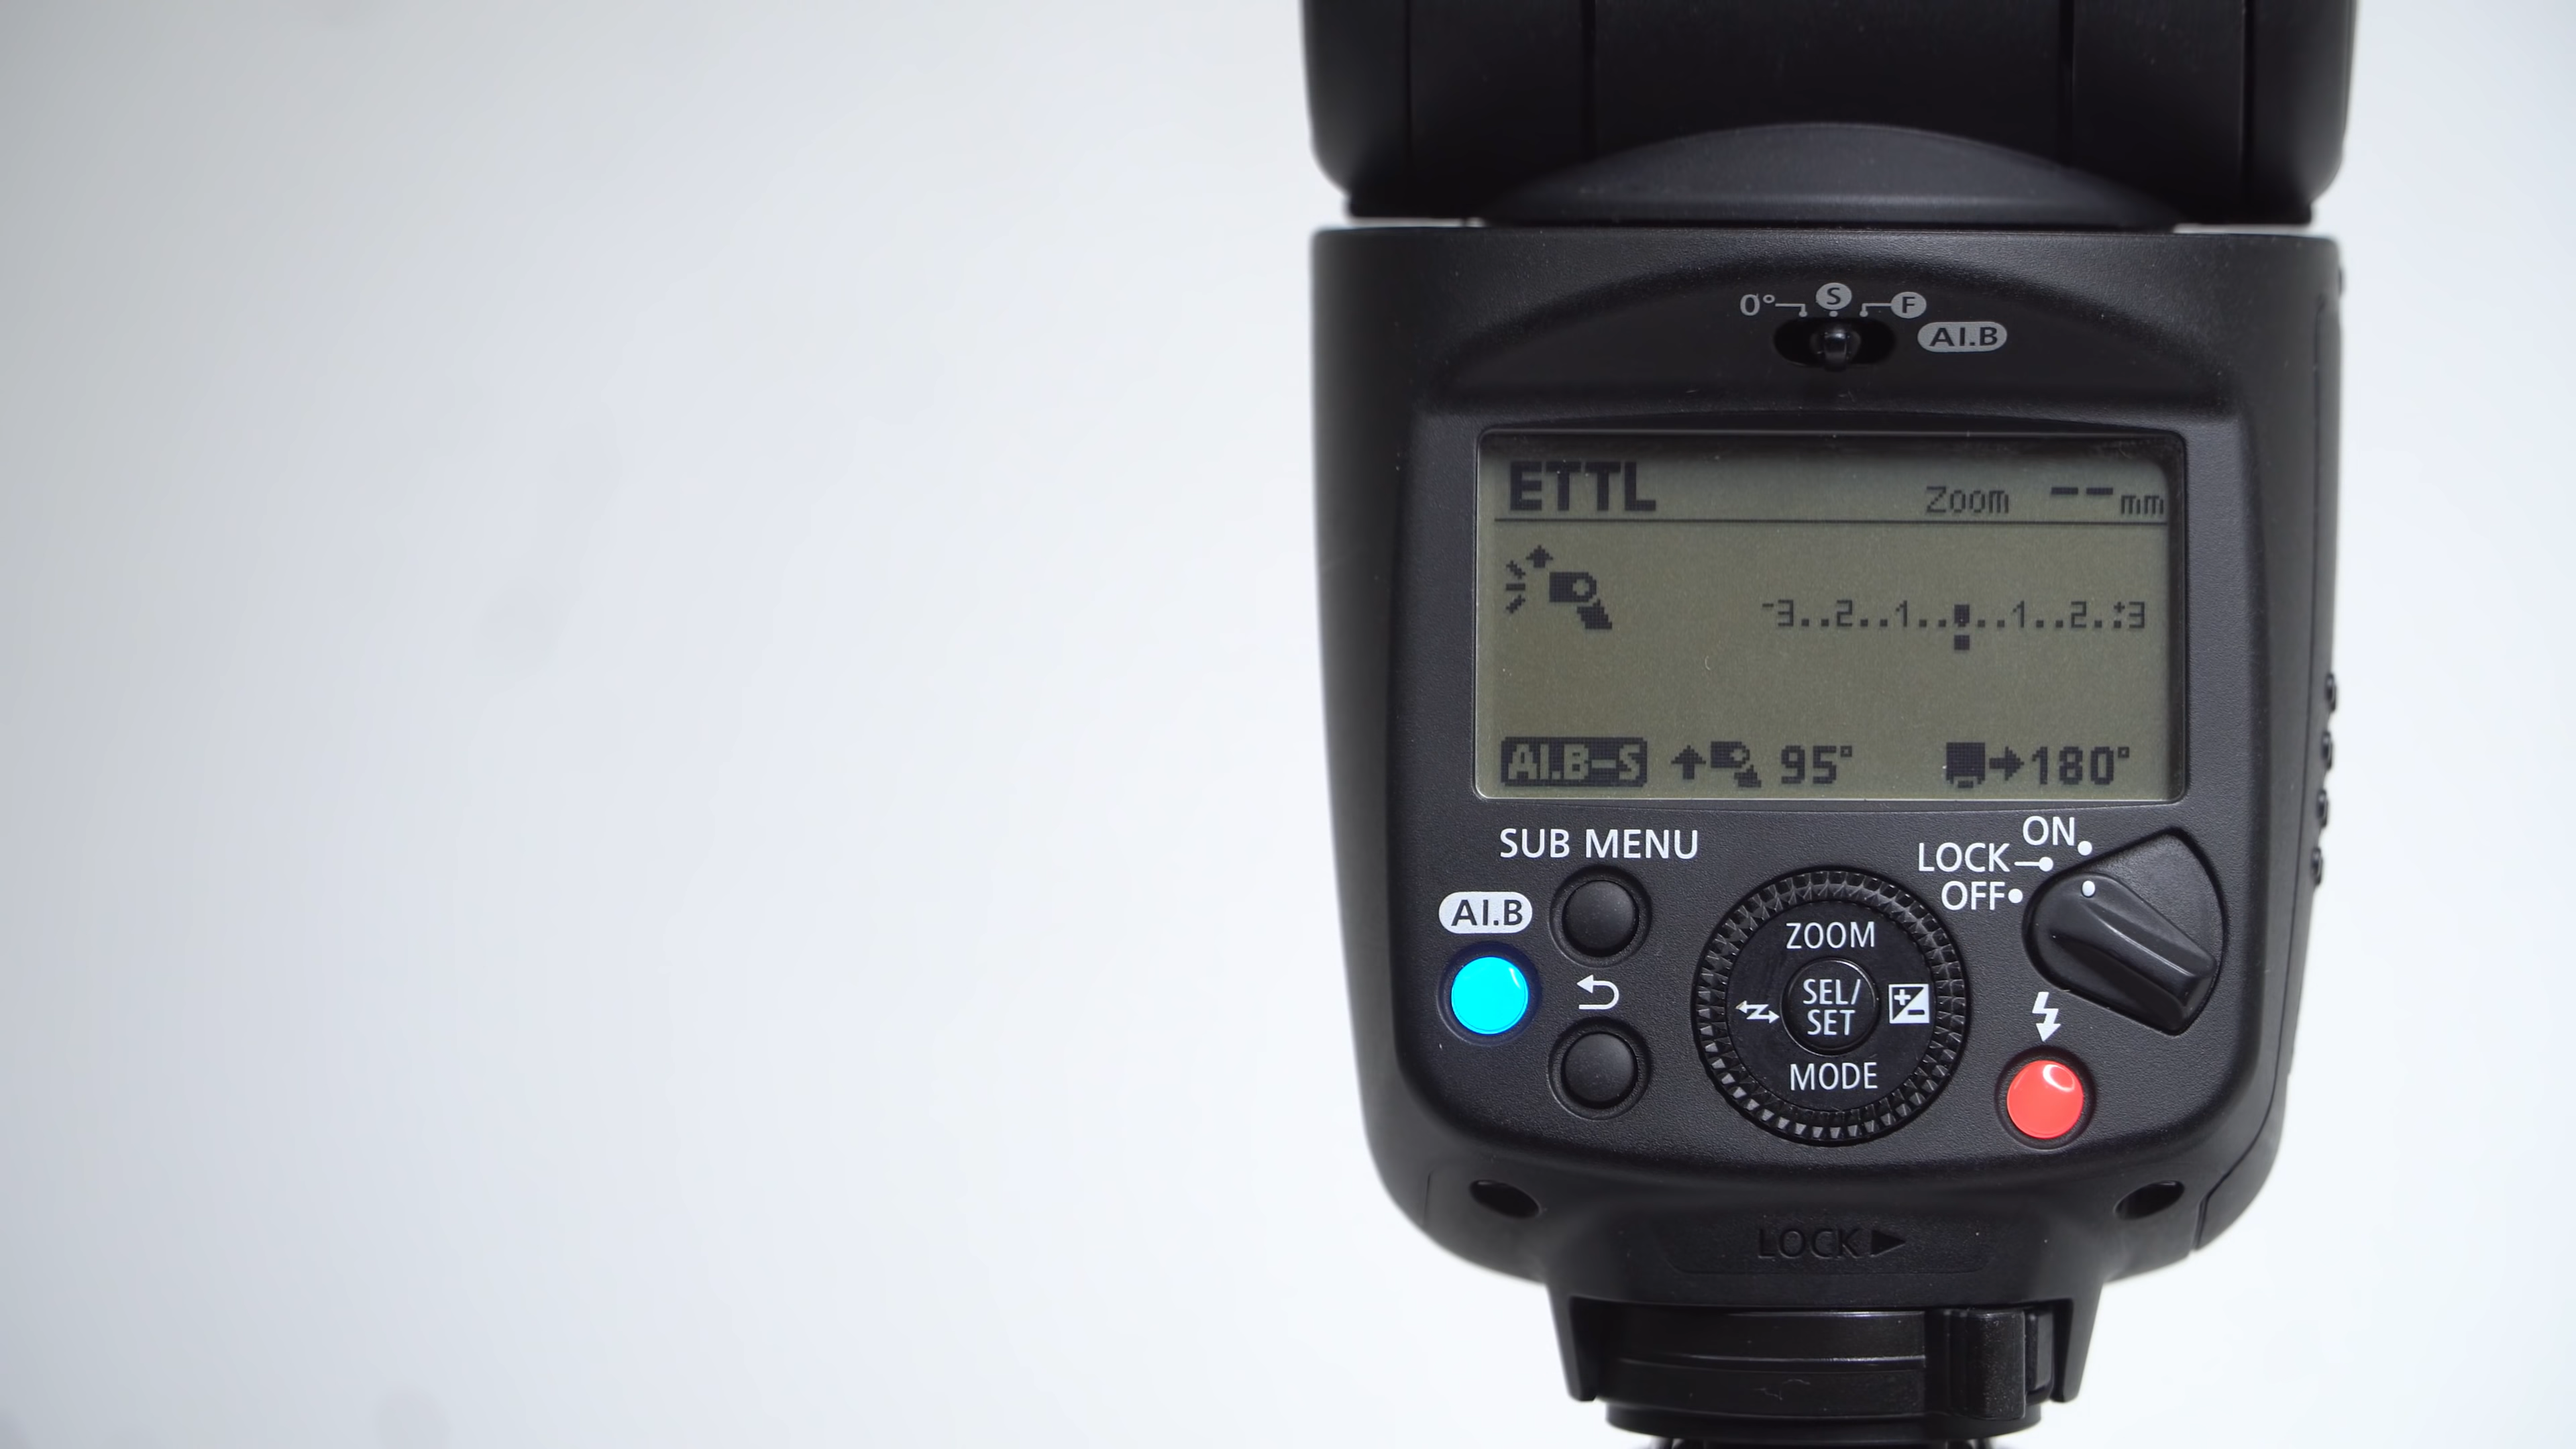 0° S F
AI.B
ETTL Zoom -- mm
-3..2..1..0..1..2..+3
AI.B-S 95° 180°
SUB MENU
ON
LOCK
OFF
AI.B
ZOOM
SEL/
SET
MODE
LOCK